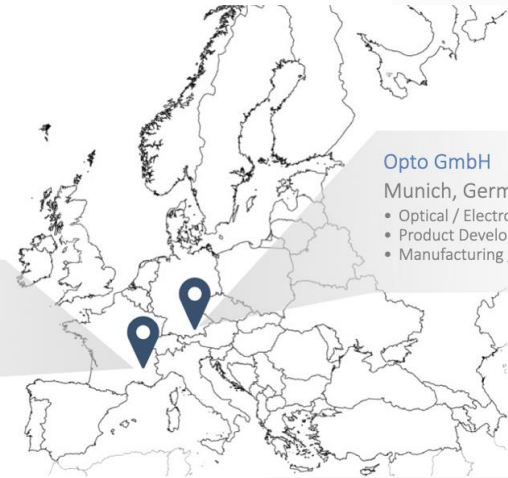 Opto GmbH
Munich, Germ
• Optical / Electro
• Product Develo
• Manufacturing